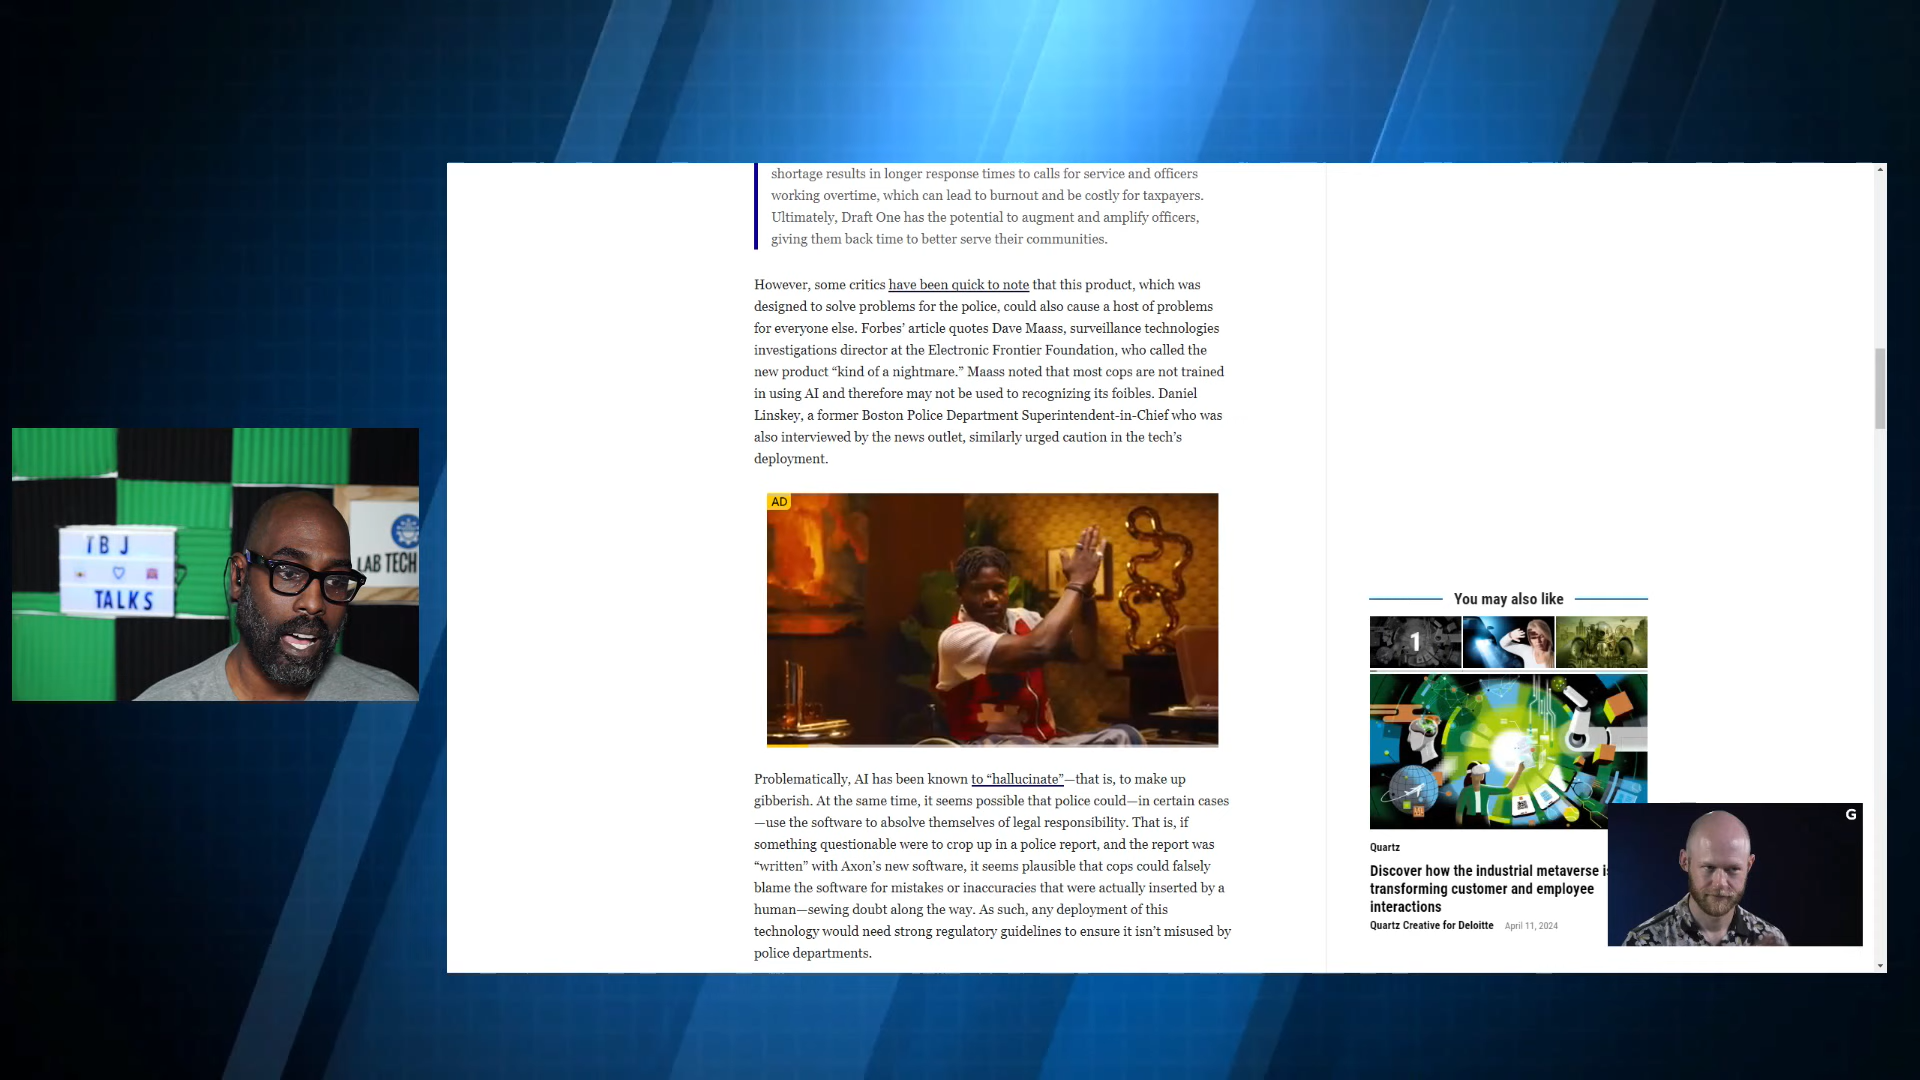 shortage results in longer response times to calls for service and officers
working overtime, which can lead to burnout and be costly for taxpayers.
Ultimately, Draft One has the potential to augment and amplify officers,
giving them back time to better serve their communities.
However, some critics have been quick to note that this product, which was
designed to solve problems for the police, could also cause a host of problems
for everyone else. Forbes’ article quotes Dave Maass, surveillance technologies
investigations director at the Electronic Frontier Foundation, who called the
new product “kind of a nightmare.” Maass noted that most cops are not trained
in using AI and therefore may not be used to recognizing its foibles. Daniel
Linskey, a former Boston Police Department Superintendent-in-Chief who was
also interviewed by the news outlet, similarly urged caution in the tech’s
deployment.
AD
Problematically, AI has been known to “hallucinate”—that is, to make up
gibberish. At the same time, it seems possible that police could—in certain cases
—use the software to absolve themselves of legal responsibility. That is, if
something questionable were to crop up in a police report, and the report was
“written” with Axon’s new software, it seems plausible that cops could falsely
blame the software for mistakes or inaccuracies that were actually inserted by a
human—sewing doubt along the way. As such, any deployment of this
technology would need strong regulatory guidelines to ensure it isn’t misused by
police departments.
TBJ
TALKS
LAB TECH
You may also like
1
Quartz
Discover how the industrial metaverse is
transforming customer and employee
interactions
Quartz Creative for Deloitte April 11, 2024
G